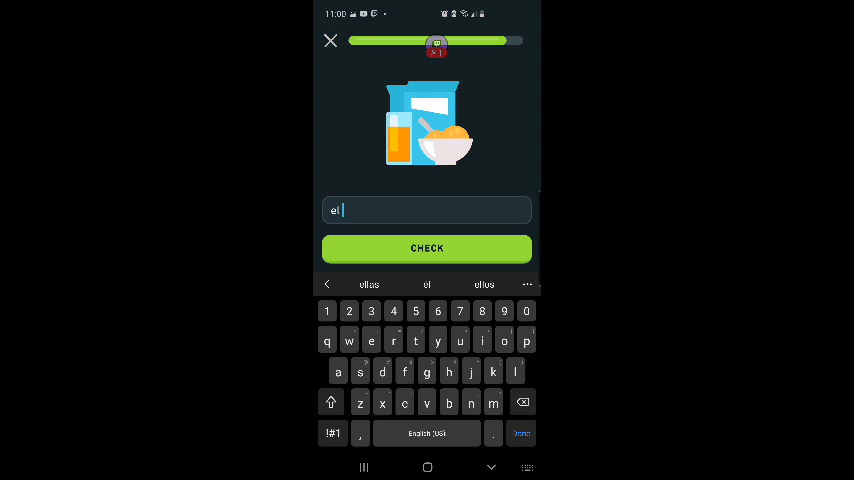 11:00
el
CHECK
ellas
el
ellos
1 2 3 4 5 6 7 8 9 0
q w e r t y u i o p
a s d f g h j k l
z x c v b n m
!#1 , English (US) . Done